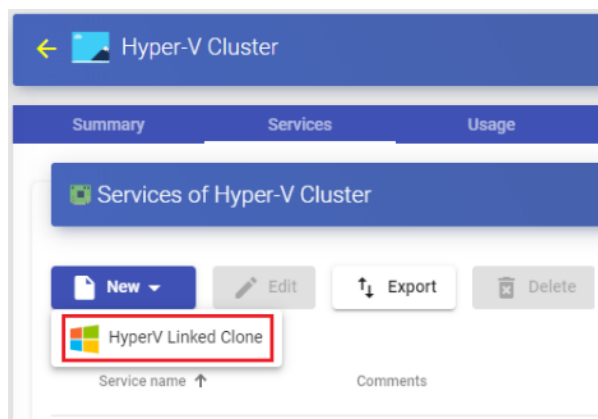 Hyper-V Cluster
Summary Services Usage
Services of Hyper-V Cluster
New Edit Export Delete
HyperV Linked Clone
Service name Comments